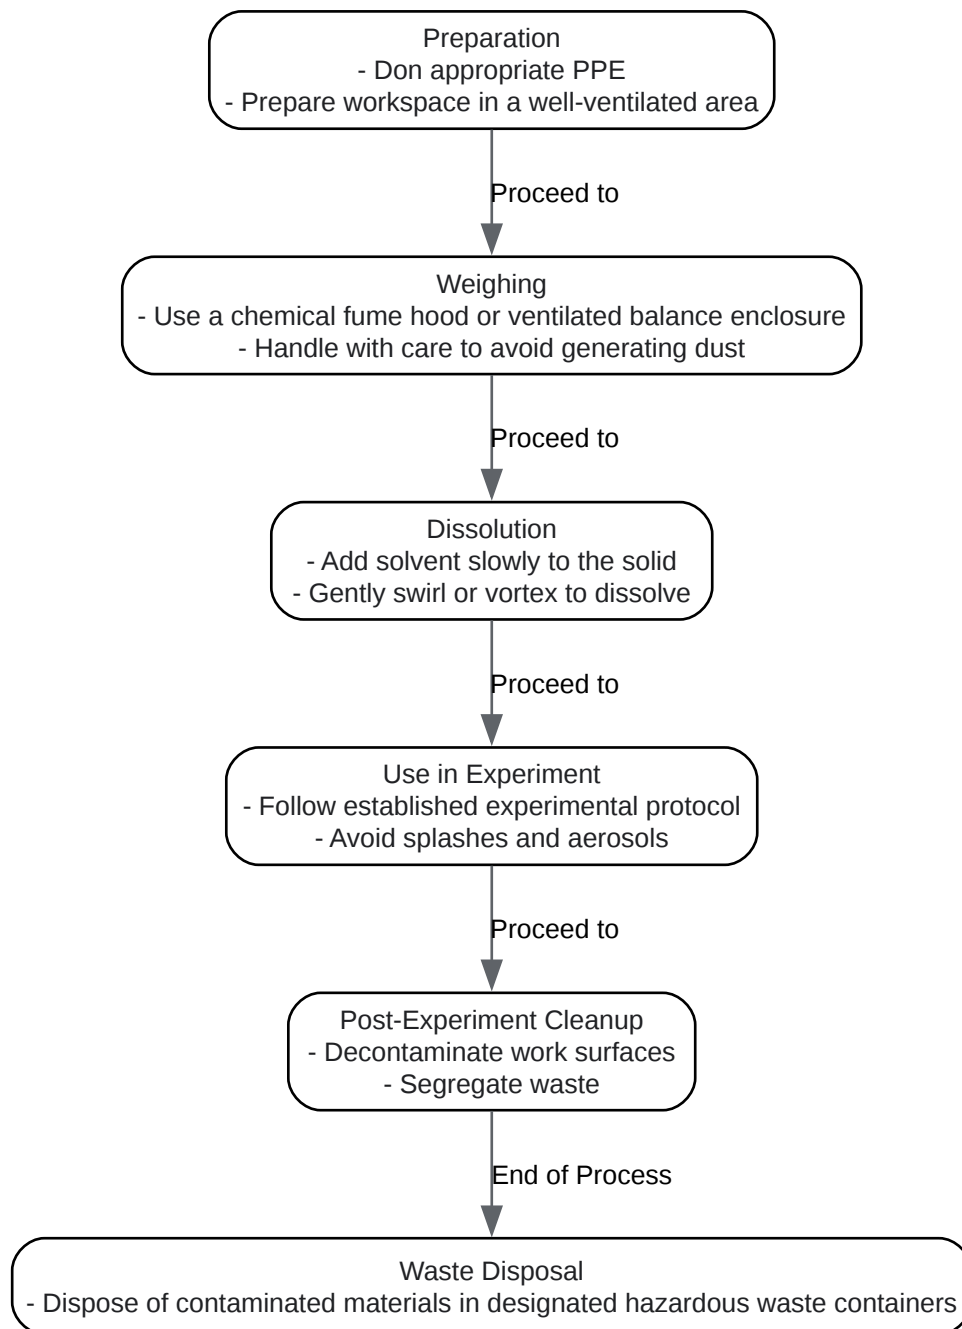 Preparation
- Don appropriate PPE
- Prepare workspace in a well-ventilated area
Proceed to
Weighing
- Use a chemical fume hood or ventilated balance enclosure
- Handle with care to avoid generating dust
Proceed to
Dissolution
- Add solvent slowly to the solid
- Gently swirl or vortex to dissolve
Proceed to
Use in Experiment
- Follow established experimental protocol
- Avoid splashes and aerosols
Proceed to
Post-Experiment Cleanup
- Decontaminate work surfaces
- Segregate waste
End of Process
Waste Disposal
- Dispose of contaminated materials in designated hazardous waste containers